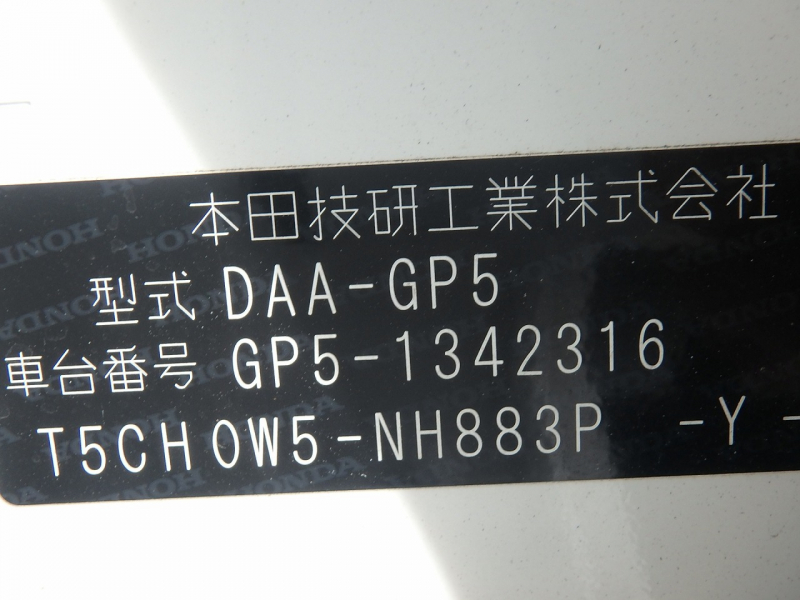 本田技研工業株式会社
型式 DAA-GP5
車台番号 GP5-1342316
T5CH0W5-NH883P -Y -